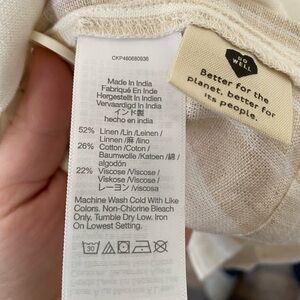 CKP460680936
Made In India
Fabriqué En Inde
Hergestellt In Indien
Vervaardigd In India
インド製
hecho en indio
52% Linen /Lin /Leinen /
Linnen /麻/lino
26% Cotton /Coton /
Baumwolle /Katoen /綿 /
algodón
22% Viscose /Viscose /
Viskose /Viscose /
レーヨン /viscosa
Machine Wash Cold With Like
Colors. Non-Chlorine Bleach
Only, Tumble Dry Low. Iron
On Lowest Setting.
30
DO
WELL
Better for the
planet, better for
its people.